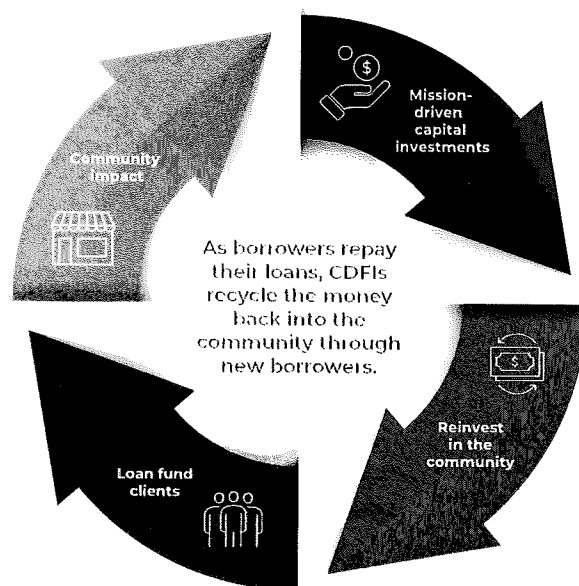 Mission-
driven
capital
investments
Reinvest
in the
community
Loan fund
clients
Community
impact
As borrowers repay
their loans, CDFIs
recycle the money
back into the
community through
new borrowers.
$
$